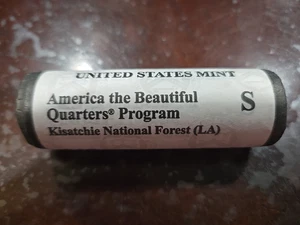 UNITED STATES MINT
America the Beautiful
Quarters® Program
S
Kisatchie National Forest (LA)